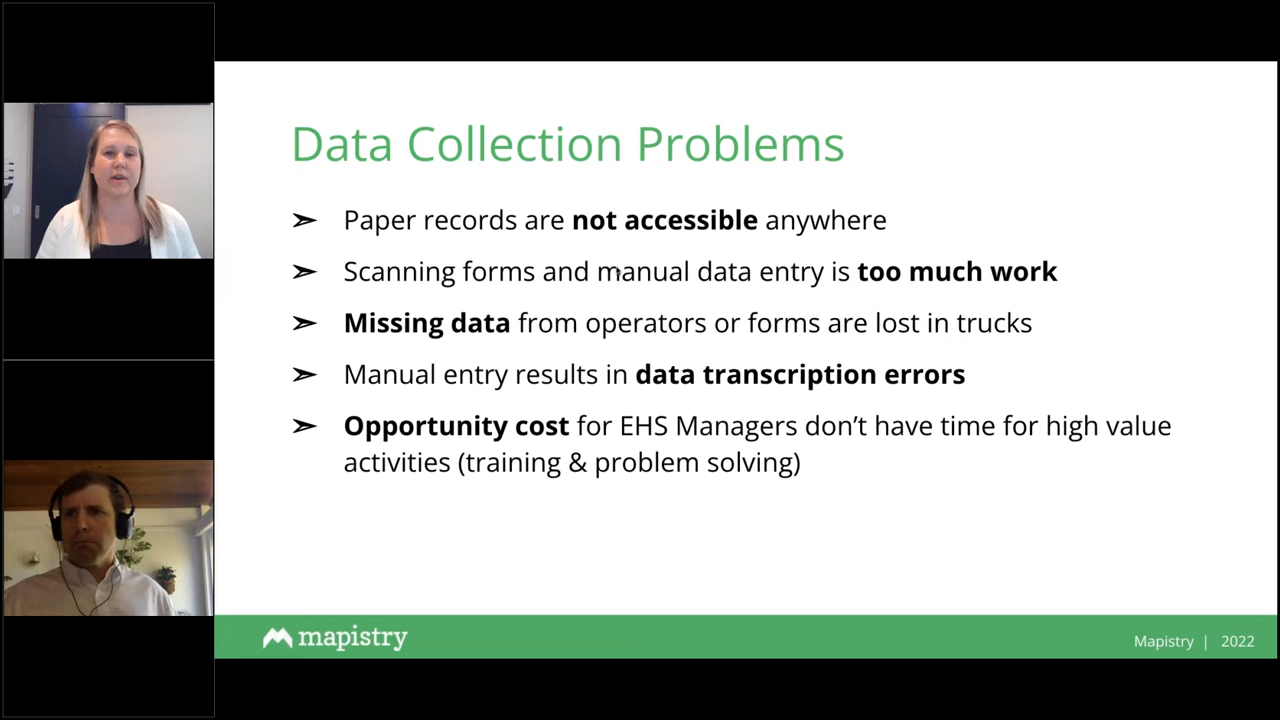 Data Collection Problems
➢ Paper records are not accessible anywhere
➢ Scanning forms and manual data entry is too much work
➢ Missing data from operators or forms are lost in trucks
➢ Manual entry results in data transcription errors
➢ Opportunity cost for EHS Managers don’t have time for high value
activities (training & problem solving)
mapistry
Mapistry | 2022